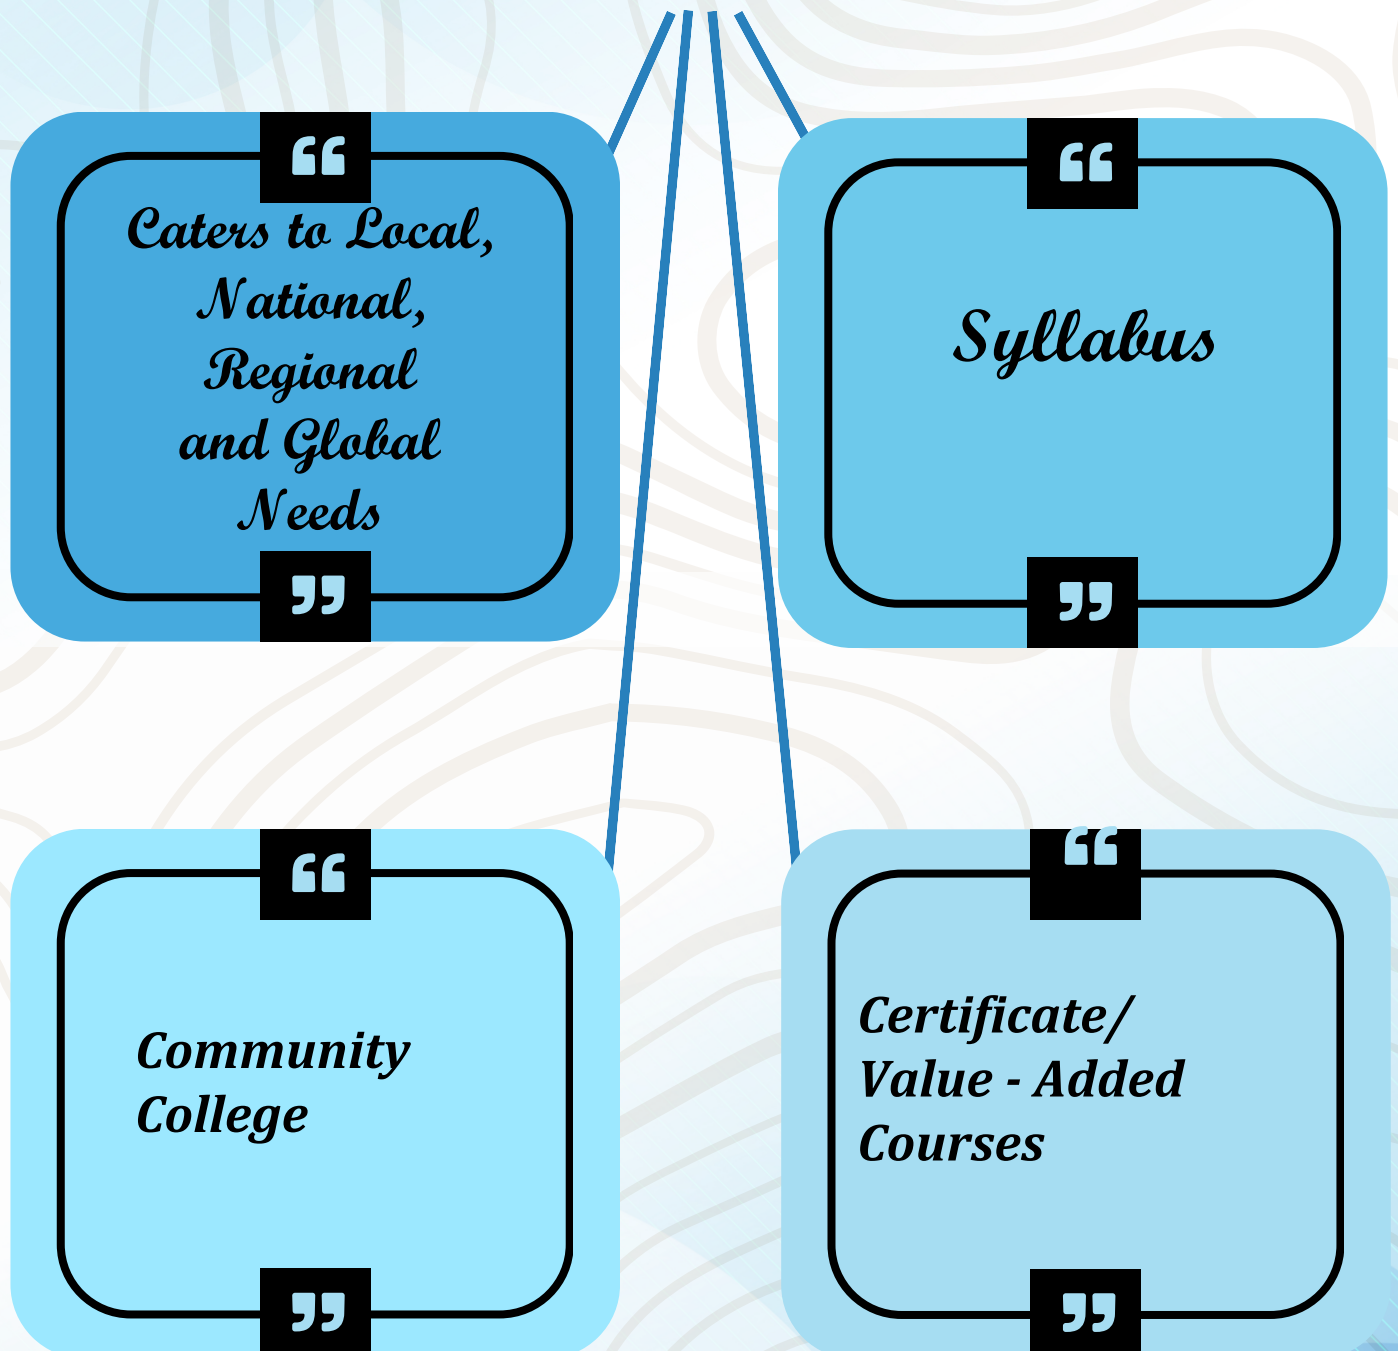 “
Caters to Local,
National,
Regional
and Global
Needs
”
“
Syllabus
”
“
Community
College
”
“
Certificate/
Value - Added
Courses
”